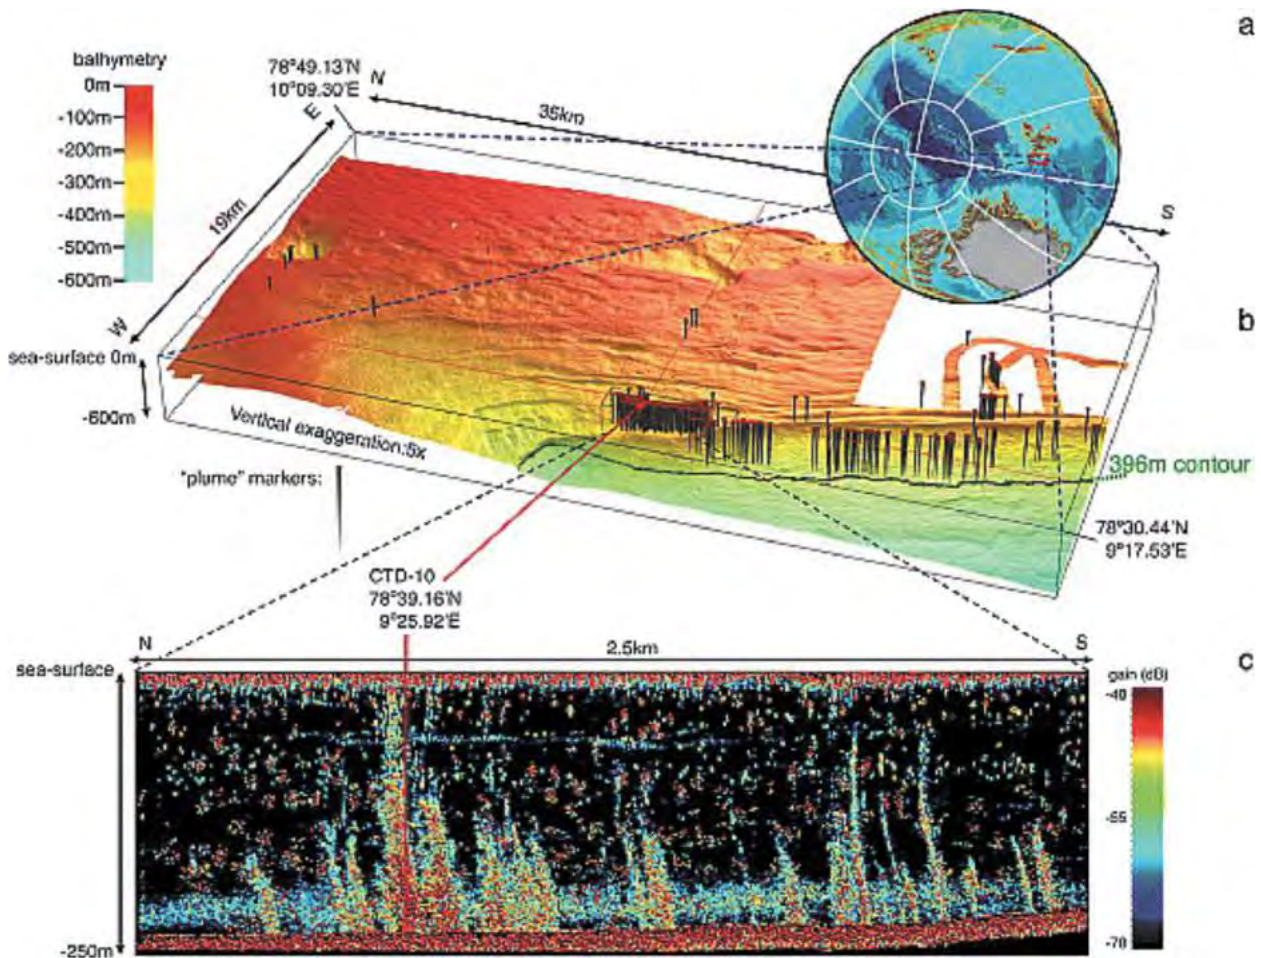 a
bathymetry
0m
-100m
-200m
-300m
-400m
-500m
-600m
78°49.13'N
10°09.30'E
N
E
35km
19km
S
W
b
sea-surface 0m
-600m
Vertical exaggeration:5x
"plume" markers:
396m contour
78°30.44'N
9°17.53'E
CTD-10
78°39.16'N
9°25.92'E
N
2.5km
S
sea-surface
c
gain (dB)
-40
-55
-70
-250m